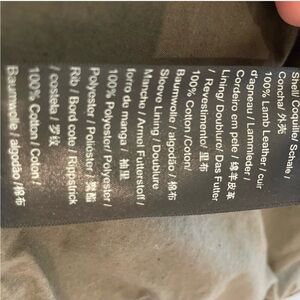 Shell / coquille / Schale /
Concha/ 外壳
100% Lamb Leather / cuir
d'agneau / Lammleder /
Cordeiro em Pele / 绵羊皮革
Lining/ Doublure/ Das Futter
/ Revestimento/ 里布
100% Cotton /Coton/
Baumwolle / algodão /棉布
Sleeve Lining / Doublure
Manche / Ärmel Futterstoff /
forro de manga / 袖里
100% Polyester/ Polyester /
Polyester / Poliéster / 聚酯
Rib / Bord côte / Rippstrick
/ costela / 罗纹
100% Cotton / Coton /
Baumwolle / algodão /棉布